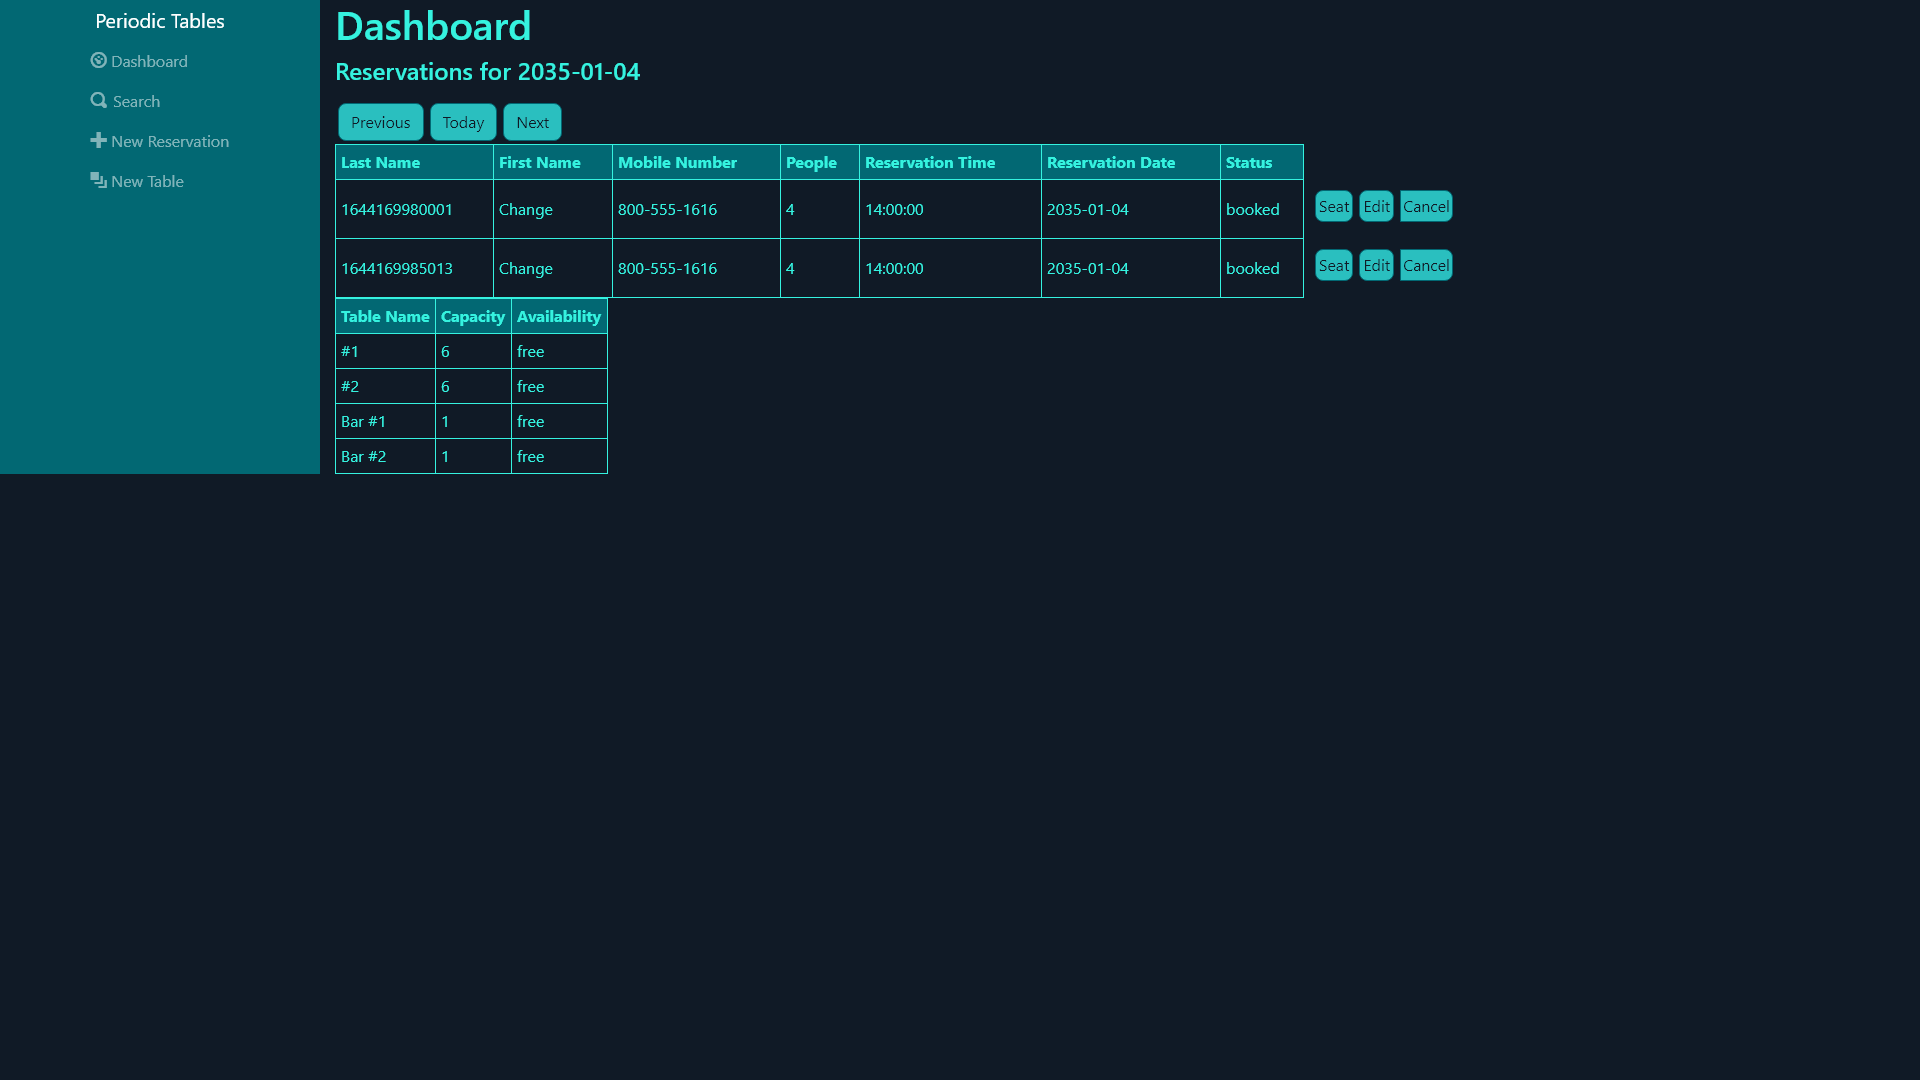 Periodic Tables
Dashboard
Search
New Reservation
New Table
Dashboard
Reservations for 2035-01-04
Previous Today Next
Last Name First Name Mobile Number People Reservation Time Reservation Date Status
1644169980001 Change 800-555-1616 4 14:00:00 2035-01-04 booked Seat Edit Cancel
1644169985013 Change 800-555-1616 4 14:00:00 2035-01-04 booked Seat Edit Cancel
Table Name Capacity Availability
#1 6 free
#2 6 free
Bar #1 1 free
Bar #2 1 free